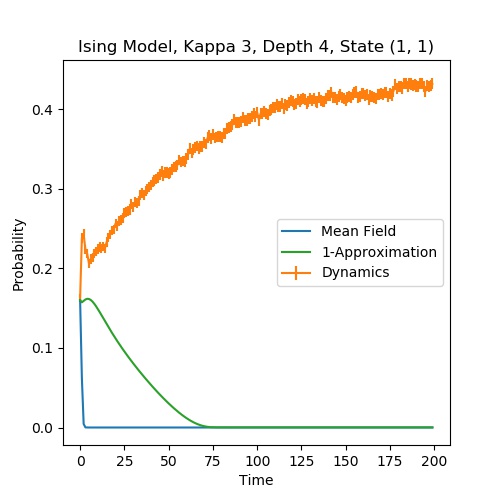 Ising Model, Kappa 3, Depth 4, State (1, 1)
0.4
0.3
0.2
0.1
0.0
Probability
Mean Field
1-Approximation
Dynamics
0 25 50 75 100 125 150 175 200
Time